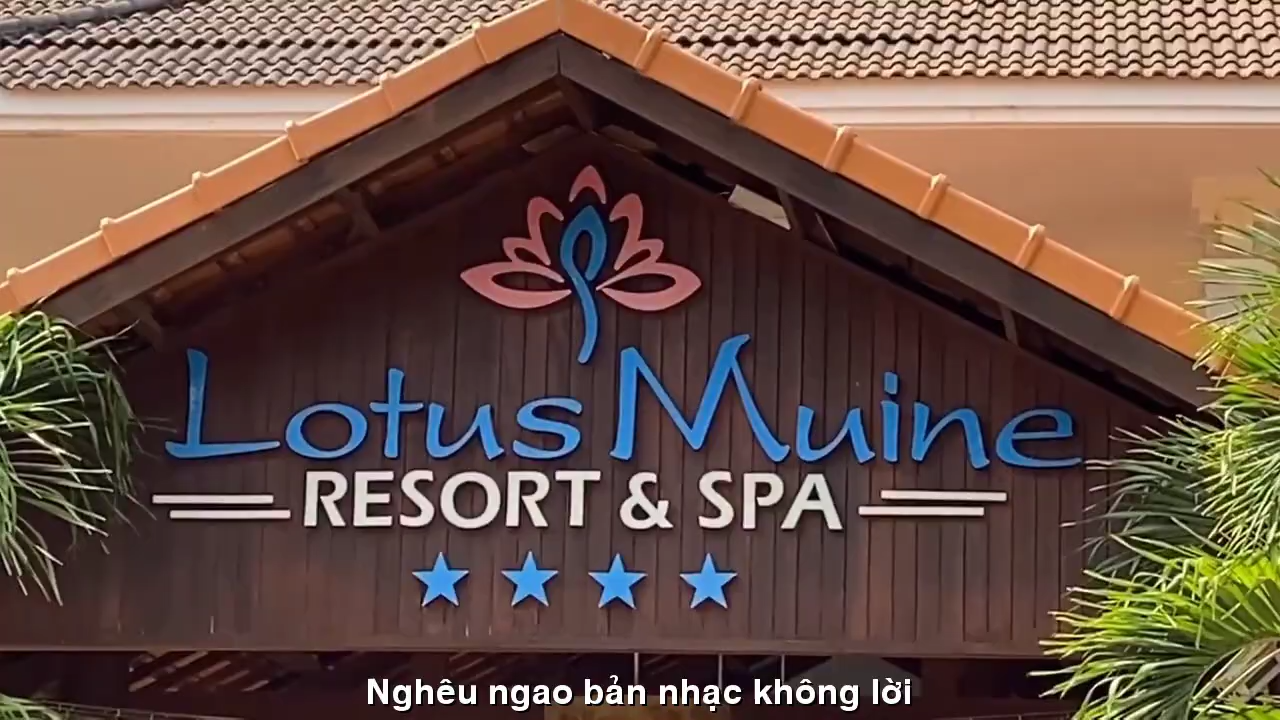 Lotus Muine
RESORT & SPA
Nghêu ngao bản nhạc không lời